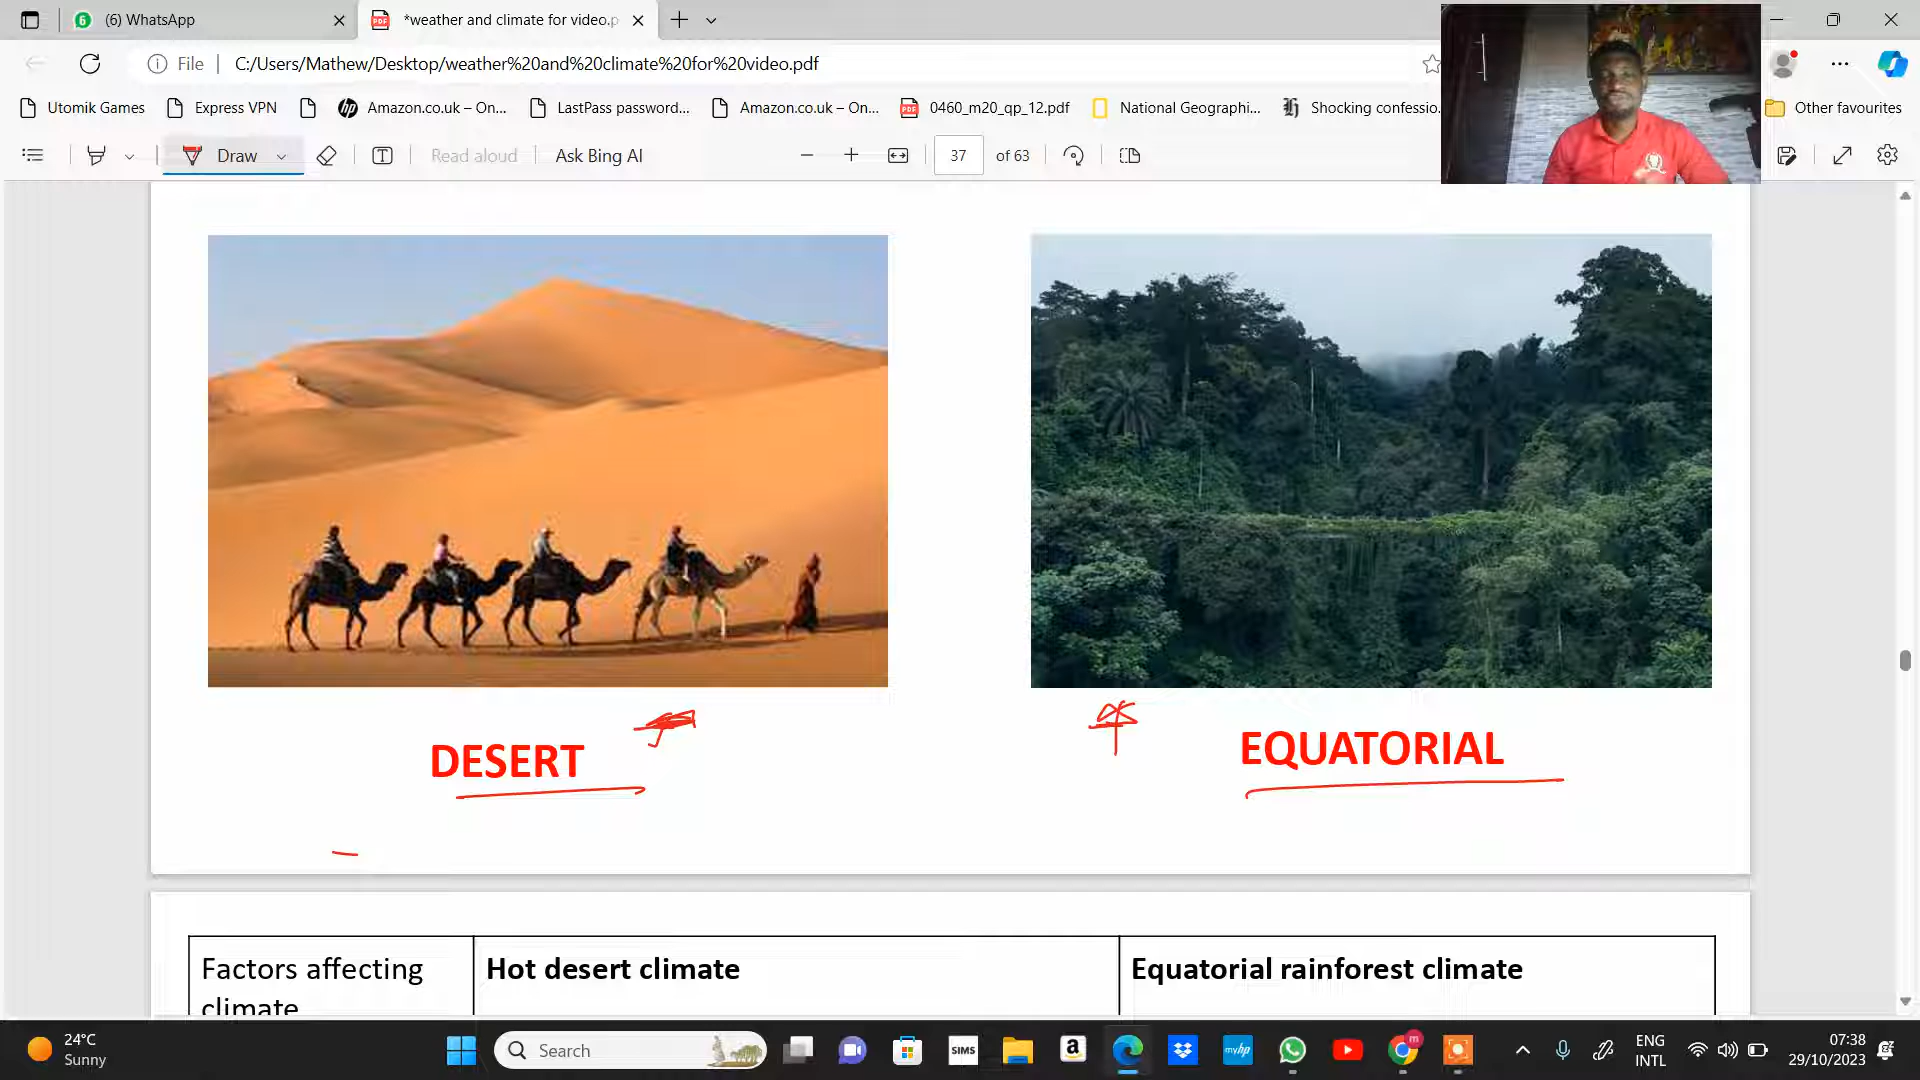 (6) WhatsApp
*weather and climate for video.p
File
C:/Users/Mathew/Desktop/weather%20and%20climate%20for%20video.pdf
Utomik Games
Express VPN
Amazon.co.uk – On...
LastPass password...
Amazon.co.uk – On...
0460_m20_qp_12.pdf
National Geographi...
Shocking confessio.
Other favourites
Draw
Read aloud
Ask Bing AI
37 of 63
DESERT
EQUATORIAL
Factors affecting
climate
Hot desert climate
Equatorial rainforest climate
24°C
Sunny
Search
SIMS
myhp
ENG
INTL
07:38
29/10/2023